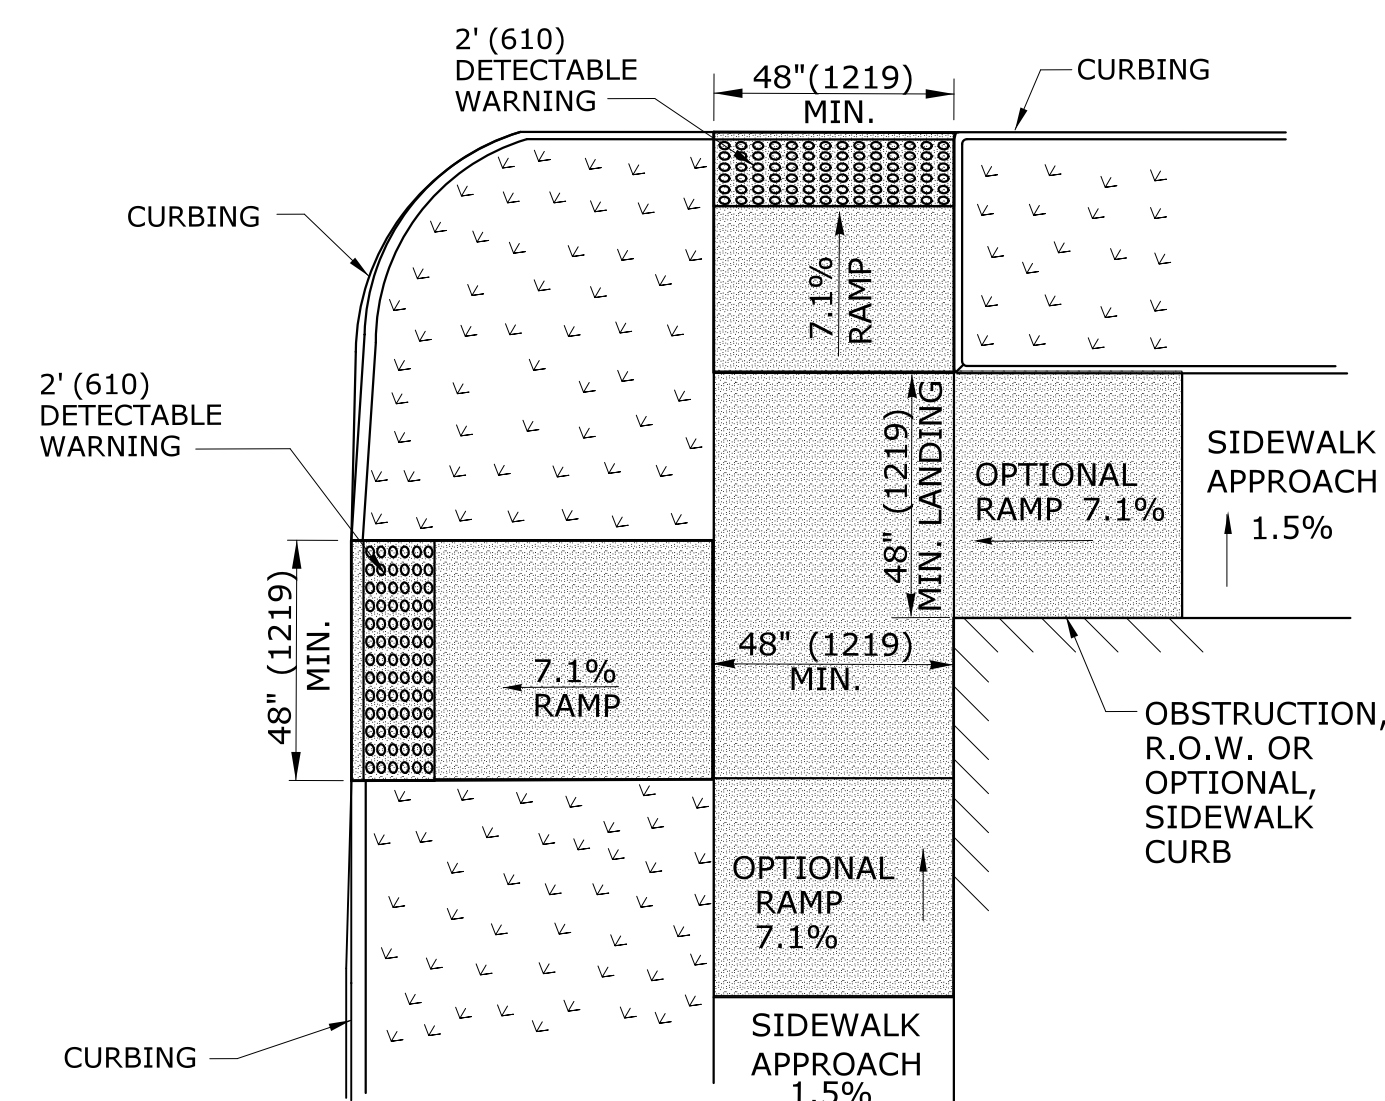 2' (610)
DETECTABLE
WARNING
48"(1219)
MIN.
CURBING
CURBING
7.1%
RAMP
2' (610)
DETECTABLE
WARNING
48" (1219)
MIN. LANDING
OPTIONAL
RAMP 7.1%
SIDEWALK
APPROACH
1.5%
48" (1219)
MIN.
7.1%
RAMP
48" (1219)
MIN.
OBSTRUCTION,
R.O.W. OR
OPTIONAL,
SIDEWALK
CURB
OPTIONAL
RAMP
7.1%
CURBING
SIDEWALK
APPROACH
1.5%